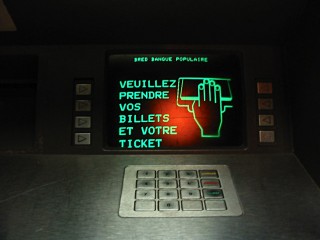 BRED BANQUE POPULAIRE
VEUILLEZ
PRENDRE
VOS
BILLETS
ET VOTRE
TICKET